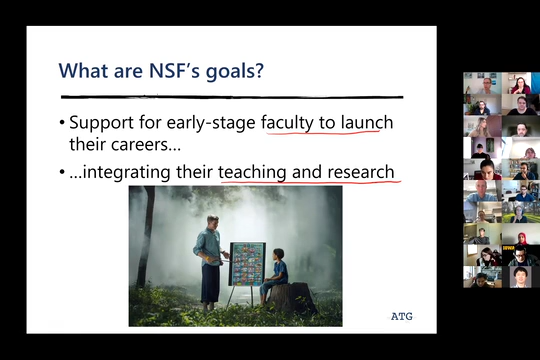 What are NSF's goals?
• Support for early-stage faculty to launch
their careers...
• ...integrating their teaching and research
ATG
IOWA